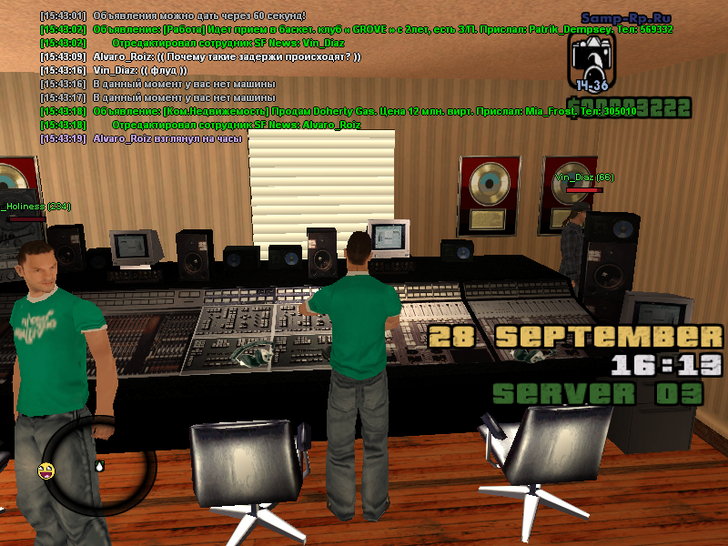 [15:43:01] Объявления можно дать через 60 секунд!
Samp-Rp.Ru
[15:43:02] Объявление: [Работа] Идет прием в баскет. клуб « GROVE » с 2лет, есть З/П. Прислал: Patrik_Dempsey. Тел: 569332
[15:43:02] Отредактировал сотрудник SF News: Vin_Diaz
[15:43:09] Alvaro_Roiz: (( Почему такие задержи происходят? ))
[15:43:16] Vin_Diaz: (( флуд ))
[15:43:16] В данный момент у вас нет машины
14-36
[15:43:17] В данный момент у вас нет машины
[15:43:18] Объявление: [Ком.Недвижемость] Продам Doherty Gas. Цена 12 млн. вирт. Прислал: Mia_Frost. Тел: 305010
[15:43:18] Отредактировал сотрудник SF News: Alvaro_Roiz
[15:43:19] Alvaro_Roiz взглянул на часы
Vin_Diaz (66)
_Holiness (294)
28 SEPTEMBER
16:13
SERVER 03